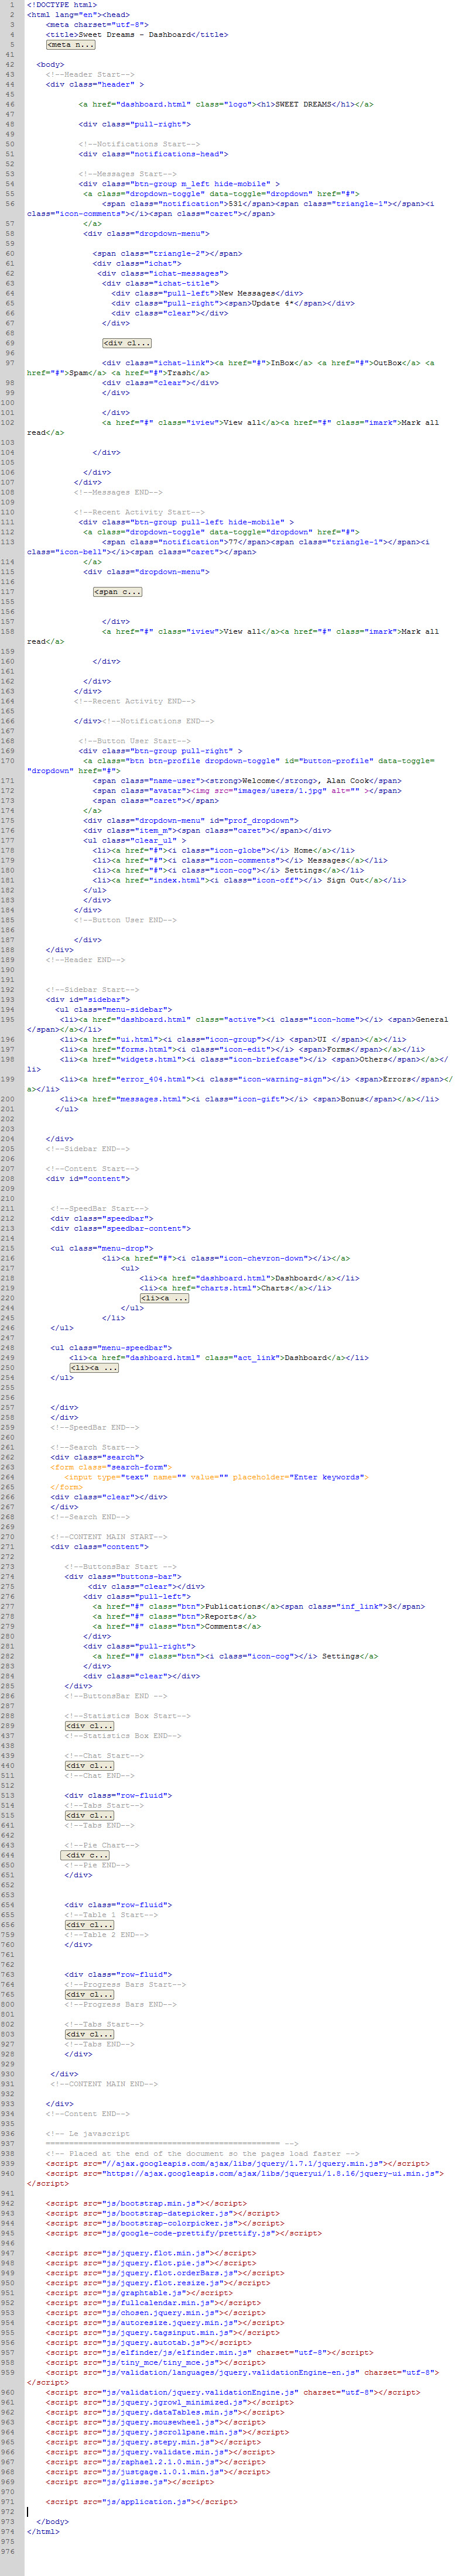 1 <!DOCTYPE html>
2 <html lang="en"><head>
3 <meta charset="utf-8">
4 <title>Sweet Dreams - Dashboard</title>
5 <meta n...
41
42 <body>
43 <!--Header Start-->
44 <div class="header" >
45
46 <a href="dashboard.html" class="logo"><h1>SWEET DREAMS</h1></a>
47
48 <div class="pull-right">
49
50 <!--Notifications Start-->
51 <div class="notifications-head">
52
53 <!--Messages Start-->
54 <div class="btn-group m_left hide-mobile" >
55 <a class="dropdown-toggle" data-toggle="dropdown" href="#">
56 <span class="notification">531</span><span class="triangle-1"></span><i
class="icon-comments"></i><span class="caret"></span>
57 </a>
58 <div class="dropdown-menu">
59
60 <span class="triangle-2"></span>
61 <div class="ichat">
62 <div class="ichat-messages">
63 <div class="ichat-title">
64 <div class="pull-left">New Messages</div>
65 <div class="pull-right"><span>Update 4"</span></div>
66 <div class="clear"></div>
67 </div>
68
69 <div cl...
96
97 <div class="ichat-link"><a href="#">InBox</a> <a href="#">OutBox</a> <a
href="#">Spam</a> <a href="#">Trash</a>
98 <div class="clear"></div>
99 </div>
100
101 </div>
102 <a href="#" class="iview">View all</a><a href="#" class="imark">Mark all
read</a>
103
104 </div>
105
106 </div>
107 </div>
108 <!--Messages END-->
109
110 <!--Recent Activity Start-->
111 <div class="btn-group pull-left hide-mobile" >
112 <a class="dropdown-toggle" data-toggle="dropdown" href="#">
113 <span class="notification">77</span><span class="triangle-1"></span><i
class="icon-bell"></i><span class="caret"></span>
114 </a>
115 <div class="dropdown-menu">
116
117 <span c...
155
156
157 </div>
158 <a href="#" class="iview">View all</a><a href="#" class="imark">Mark all
read</a>
159
160 </div>
161
162 </div>
163 </div>
164 <!--Recent Activity END-->
165
166 </div><!--Notifications END-->
167
168 <!--Button User Start-->
169 <div class="btn-group pull-right" >
170 <a class="btn btn-profile dropdown-toggle" id="button-profile" data-toggle=
"dropdown" href="#">
171 <span class="name-user"><strong>Welcome</strong>, Alan Cook</span>
172 <span class="avatar"><img src="images/users/1.jpg" alt="" ></span>
173 <span class="caret"></span>
174 </a>
175 <div class="dropdown-menu" id="prof_dropdown">
176 <div class="item_m"><span class="caret"></span></div>
177 <ul class="clear_ul" >
178 <li><a href="#"><i class="icon-globe"></i> Home</a></li>
179 <li><a href="#"><i class="icon-comments"></i> Messages</a></li>
180 <li><a href="#"><i class="icon-cog"></i> Settings</a></li>
181 <li><a href="index.html"><i class="icon-off"></i> Sign Out</a></li>
182 </ul>
183 </div>
184 </div>
185 <!--Button User END-->
186
187 </div>
188 </div>
189 <!--Header END-->
190
191
192 <!--Sidebar Start-->
193 <div id="sidebar">
194 <ul class="menu-sidebar">
195 <li><a href="dashboard.html" class="active"><i class="icon-home"></i> <span>General
</span></a></li>
196 <li><a href="ui.html"><i class="icon-group"></i> <span>UI </span></a></li>
197 <li><a href="forms.html"><i class="icon-edit"></i> <span>Forms</span></a></li>
198 <li><a href="widgets.html"><i class="icon-briefcase"></i> <span>Others</span></a></
li>
199 <li><a href="error_404.html"><i class="icon-warning-sign"></i> <span>Errors</span></
a></li>
200 <li><a href="messages.html"><i class="icon-gift"></i> <span>Bonus</span></a></li>
201 </ul>
202
203
204 </div>
205 <!--Sidebar END-->
206
207 <!--Content Start-->
208 <div id="content">
209
210
211 <!--SpeedBar Start-->
212 <div class="speedbar">
213 <div class="speedbar-content">
214
215 <ul class="menu-drop">
216 <li><a href="#"><i class="icon-chevron-down"></i></a>
217 <ul>
218 <li><a href="dashboard.html">Dashboard</a></li>
219 <li><a href="charts.html">Charts</a></li>
220 <li><a ...
244 </ul>
245 </li>
246 </ul>
247
248 <ul class="menu-speedbar">
249 <li><a href="dashboard.html" class="act_link">Dashboard</a></li>
250 <li><a ...
254 </ul>
255
256
257 </div>
258 </div>
259 <!--SpeedBar END-->
260
261 <!--Search Start-->
262 <div class="search">
263 <form class="search-form">
264 <input type="text" name="" value="" placeholder="Enter keywords">
265 </form>
266 <div class="clear"></div>
267 </div>
268 <!--Search END-->
269
270 <!--CONTENT MAIN START-->
271 <div class="content">
272
273 <!--ButtonsBar Start -->
274 <div class="buttons-bar">
275 <div class="clear"></div>
276 <div class="pull-left">
277 <a href="#" class="btn">Publications</a><span class="inf_link">3</span>
278 <a href="#" class="btn">Reports</a>
279 <a href="#" class="btn">Comments</a>
280 </div>
281 <div class="pull-right">
282 <a href="#" class="btn"><i class="icon-cog"></i> Settings</a>
283 </div>
284 <div class="clear"></div>
285 </div>
286 <!--ButtonsBar END -->
287
288 <!--Statistics Box Start-->
289 <div cl...
437 <!--Statistics Box END-->
438
439 <!--Chat Start-->
440 <div cl...
511 <!--Chat END-->
512
513 <div class="row-fluid">
514 <!--Tabs Start-->
515 <div cl...
641 <!--Tabs END-->
642
643 <!--Pie Chart-->
644 <div c...
650 <!--Pie END-->
651 </div>
652
653
654 <div class="row-fluid">
655 <!--Table 1 Start-->
656 <div cl...
759 <!--Table 2 END-->
760 </div>
761
762
763 <div class="row-fluid">
764 <!--Progress Bars Start-->
765 <div cl...
800 <!--Progress Bars END-->
801
802 <!--Tabs Start-->
803 <div cl...
927 <!--Tabs END-->
928 </div>
929
930 </div>
931 <!--CONTENT MAIN END-->
932
933 </div>
934 <!--Content END-->
935
936 <!-- Le javascript
937 ================================================== -->
938 <!-- Placed at the end of the document so the pages load faster -->
939 <script src="//ajax.googleapis.com/ajax/libs/jquery/1.7.1/jquery.min.js"></script>
940 <script src="https://ajax.googleapis.com/ajax/libs/jqueryui/1.8.16/jquery-ui.min.js">
</script>
941
942 <script src="js/bootstrap.min.js"></script>
943 <script src="js/bootstrap-datepicker.js"></script>
944 <script src="js/bootstrap-colorpicker.js"></script>
945 <script src="js/google-code-prettify/prettify.js"></script>
946
947 <script src="js/jquery.flot.min.js"></script>
948 <script src="js/jquery.flot.pie.js"></script>
949 <script src="js/jquery.flot.orderBars.js"></script>
950 <script src="js/jquery.flot.resize.js"></script>
951 <script src="js/graphtable.js"></script>
952 <script src="js/fullcalendar.min.js"></script>
953 <script src="js/chosen.jquery.min.js"></script>
954 <script src="js/autoresize.jquery.min.js"></script>
955 <script src="js/jquery.tagsinput.min.js"></script>
956 <script src="js/jquery.autotab.js"></script>
957 <script src="js/elfinder/js/elfinder.min.js" charset="utf-8"></script>
958 <script src="js/tiny_mce/tiny_mce.js"></script>
959 <script src="js/validation/languages/jquery.validationEngine-en.js" charset="utf-8">
</script>
960 <script src="js/validation/jquery.validationEngine.js" charset="utf-8"></script>
961 <script src="js/jquery.jgrowl_minimized.js"></script>
962 <script src="js/jquery.dataTables.min.js"></script>
963 <script src="js/jquery.mousewheel.js"></script>
964 <script src="js/jquery.jscrollpane.min.js"></script>
965 <script src="js/jquery.stepy.min.js"></script>
966 <script src="js/jquery.validate.min.js"></script>
967 <script src="js/raphael.2.1.0.min.js"></script>
968 <script src="js/justgage.1.0.1.min.js"></script>
969 <script src="js/glisse.js"></script>
970
971 <script src="js/application.js"></script>
972
973 </body>
974 </html>
975
976